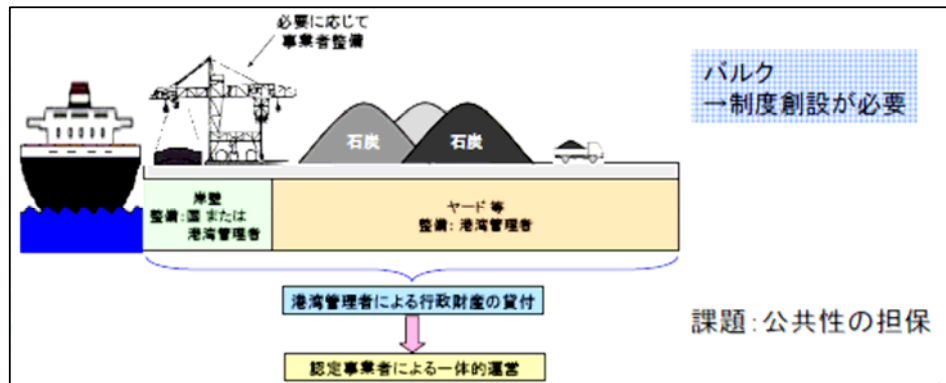 必要に応じて
事業者整備
バルク
→制度創設が必要
石炭
石炭
岸壁
整備:国 または
港湾管理者
ヤード 等
整備: 港湾管理者
港湾管理者による行政財産の貸付
課題:公共性の担保
認定事業者による一体的運営